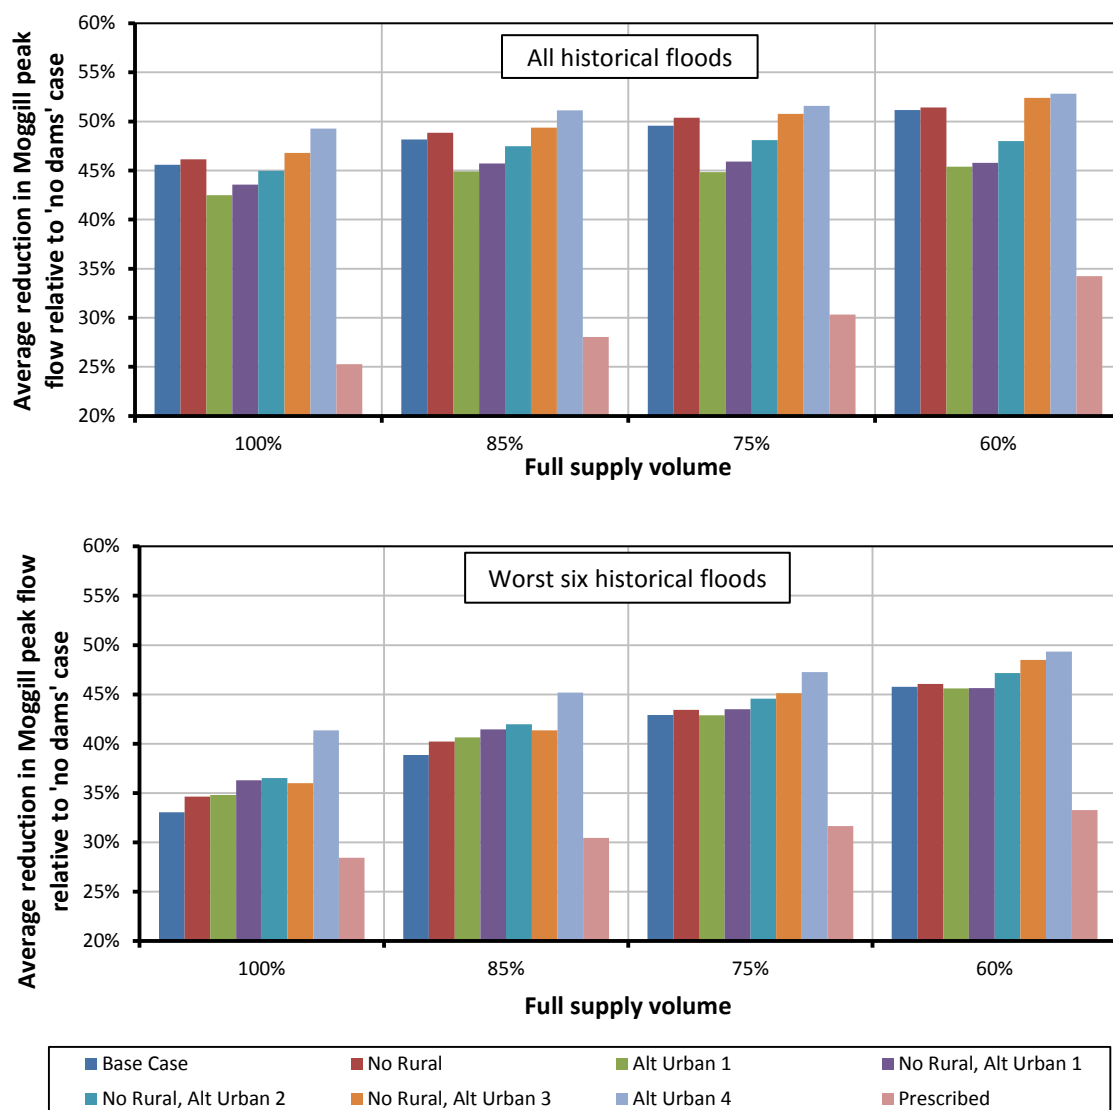 All historical floods
Average reduction in Moggill peak
flow relative to 'no dams' case
60%
55%
50%
45%
40%
35%
30%
25%
20%
100% 85% 75% 60%
Full supply volume
Worst six historical floods
Average reduction in Moggill peak flow
relative to 'no dams' case
60%
55%
50%
45%
40%
35%
30%
25%
20%
100% 85% 75% 60%
Full supply volume
Base Case No Rural Alt Urban 1 No Rural, Alt Urban 1
No Rural, Alt Urban 2 No Rural, Alt Urban 3 Alt Urban 4 Prescribed